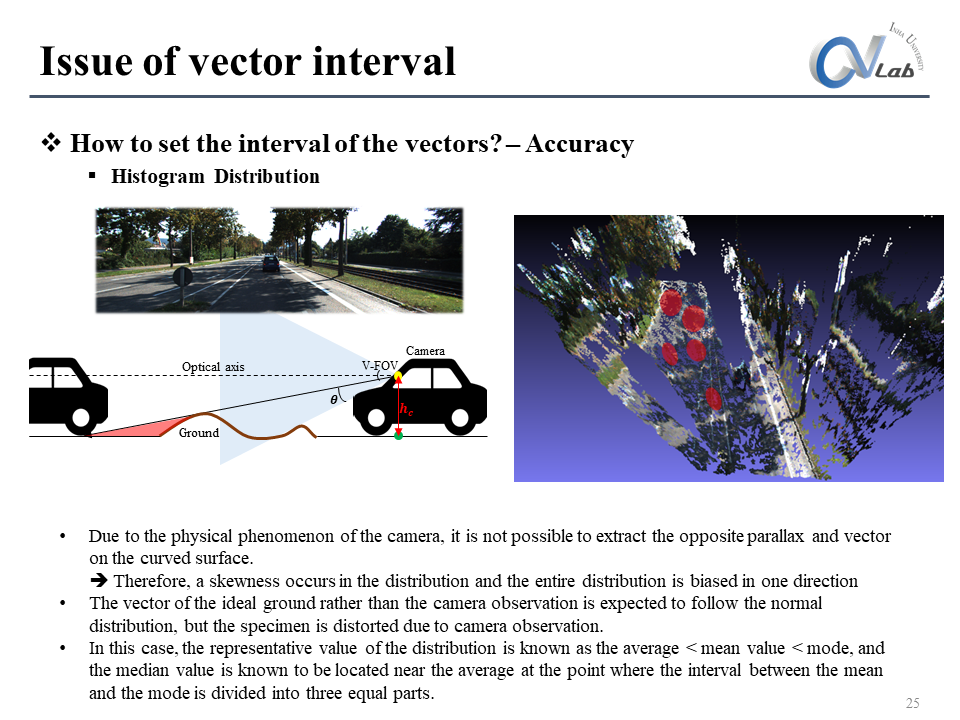 Issue of vector interval
INHA UNIVERSITY
CV Lab
❖ How to set the interval of the vectors? – Accuracy
▪ Histogram Distribution
Camera
Optical axis
V-FOV
θ
h_c
Ground
• Due to the physical phenomenon of the camera, it is not possible to extract the opposite parallax and vector
on the curved surface.
➔ Therefore, a skewness occurs in the distribution and the entire distribution is biased in one direction
• The vector of the ideal ground rather than the camera observation is expected to follow the normal
distribution, but the specimen is distorted due to camera observation.
• In this case, the representative value of the distribution is known as the average < mean value < mode, and
the median value is known to be located near the average at the point where the interval between the mean
and the mode is divided into three equal parts.
25